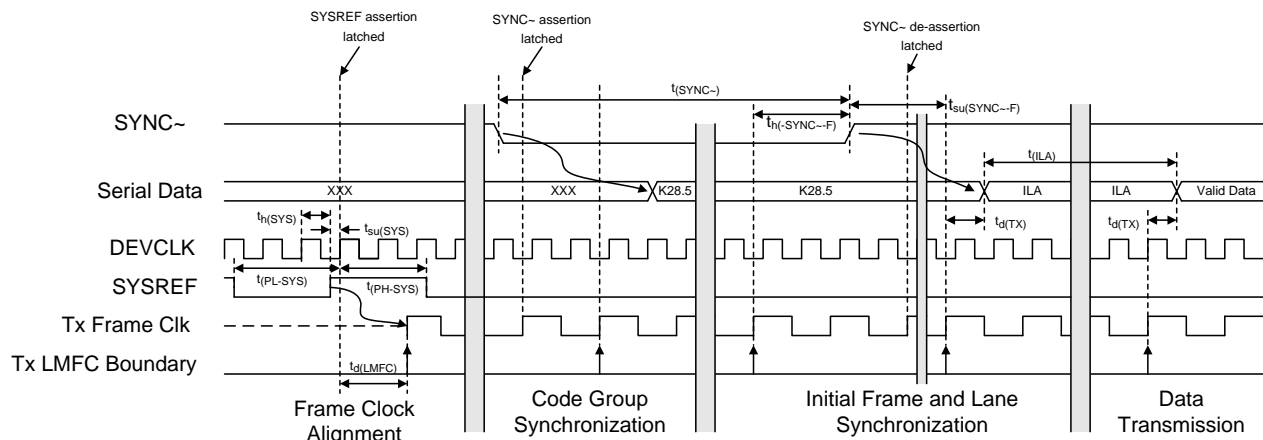 SYSREF assertion
latched
SYNC~ assertion
latched
SYNC~ de-assertion
latched
t(SYNC~)
tsu(SYNC~-F)
th(-SYNC~-F)
SYNC~
t(ILA)
Serial Data
XXX
XXX
K28.5
K28.5
ILA
ILA
Valid Data
th(SYS)
tsu(SYS)
td(TX)
td(TX)
DEVCLK
t(PL-SYS)
t(PH-SYS)
SYSREF
Tx Frame Clk
Tx LMFC Boundary
td(LMFC)
Frame Clock
Alignment
Code Group
Synchronization
Initial Frame and Lane
Synchronization
Data
Transmission